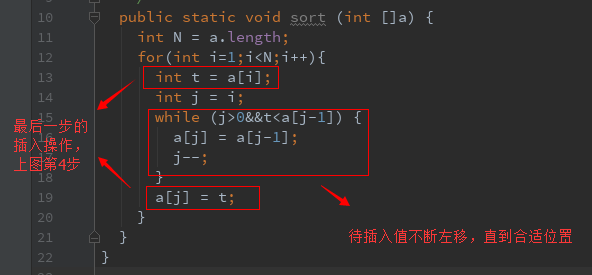 10 public static void sort (int []a) {
11 int N = a.length;
12 for(int i=1;i<N;i++){
13 int t = a[i];
14 int j = i;
15 while (j>0&&t<a[j-1]) {
16 a[j] = a[j-1];
j--;
18 }
19 a[j] = t;
20 }
21 }
22 }
最后一步的
插入操作,
上图第4步
待插入值不断左移，直到合适位置